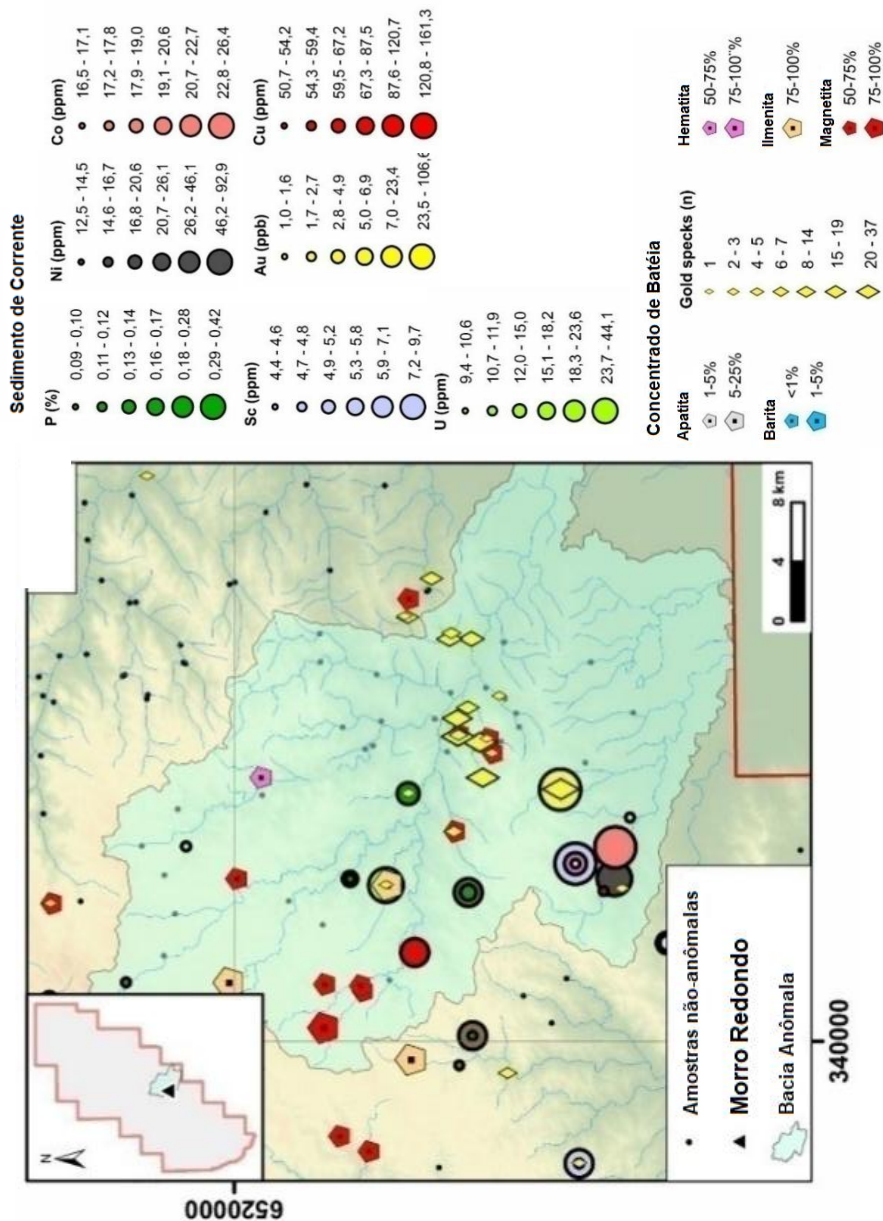 Sedimento de Corrente
P (%)
0,09 - 0,10
0,11 - 0,12
0,13 - 0,14
0,16 - 0,17
0,18 - 0,28
0,29 - 0,42
Ni (ppm)
12,5 - 14,5
14,6 - 16,7
16,8 - 20,6
20,7 - 26,1
26,2 - 46,1
46,2 - 92,9
Co (ppm)
16,5 - 17,1
17,2 - 17,8
17,9 - 19,0
19,1 - 20,6
20,7 - 22,7
22,8 - 26,4
Sc (ppm)
4,4 - 4,6
4,7 - 4,8
4,9 - 5,2
5,3 - 5,8
5,9 - 7,1
7,2 - 9,7
Au (ppb)
1,0 - 1,6
1,7 - 2,7
2,8 - 4,9
5,0 - 6,9
7,0 - 23,4
23,5 - 106,6
Cu (ppm)
50,7 - 54,2
54,3 - 59,4
59,5 - 67,2
67,3 - 87,5
87,6 - 120,7
120,8 - 161,3
U (ppm)
9,4 - 10,6
10,7 - 11,9
12,0 - 15,0
15,1 - 18,2
18,3 - 23,6
23,7 - 44,1
Concentrado de Batéia
Apatita
1-5%
5-25%
Barita
<1%
1-5%
Gold specks (n)
1
2 - 3
4 - 5
6 - 7
8 - 14
15 - 19
20 - 37
Hematita
50-75%
75-100¨%
Ilmenita
75-100%
Magnetita
50-75%
75-100%
N
6520000
340000
0 4 8 km
Amostras não-anômalas
Morro Redondo
Bacia Anômala